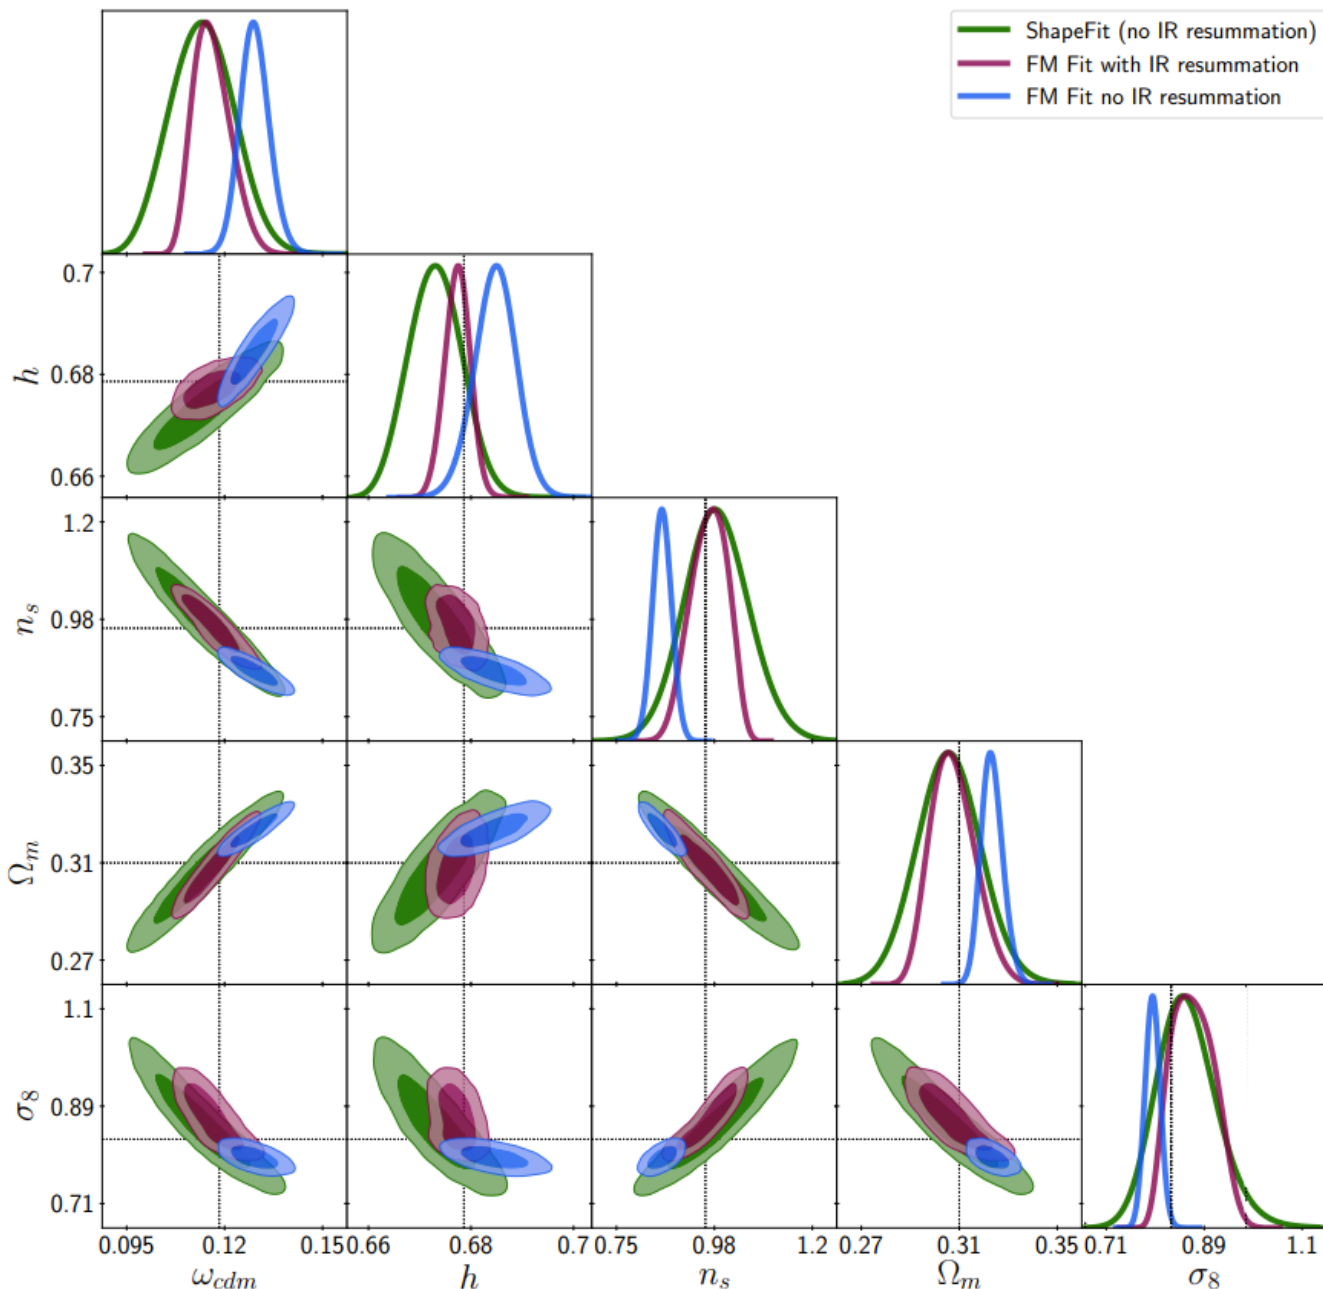 ShapeFit (no IR resummation)
FM Fit with IR resummation
FM Fit no IR resummation
0.7
0.68
0.66
h
1.2
0.98
0.75
n_s
0.35
0.31
0.27
Ω_m
1.1
0.89
0.71
σ_8
0.095 0.12 0.15 0.66 0.68 0.7 0.75 0.98 1.2 0.27 0.31 0.35 0.71 0.89 1.1
ω_cdm h n_s Ω_m σ_8